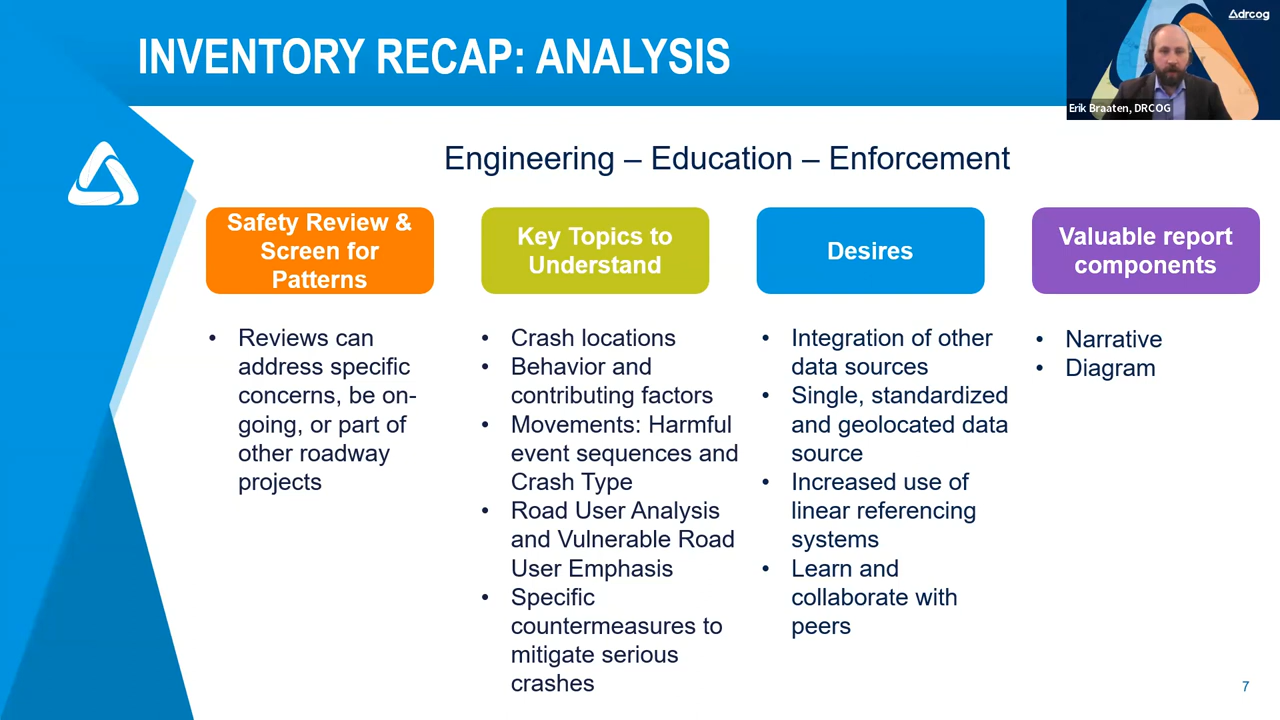 INVENTORY RECAP: ANALYSIS
drcog
Erik Braaten, DRCOG
Engineering – Education – Enforcement
Safety Review &
Screen for
Patterns
• Reviews can
address specific
concerns, be on-
going, or part of
other roadway
projects
Key Topics to
Understand
• Crash locations
• Behavior and
contributing factors
• Movements: Harmful
event sequences and
Crash Type
• Road User Analysis
and Vulnerable Road
User Emphasis
• Specific
countermeasures to
mitigate serious
crashes
Desires
• Integration of other
data sources
• Single, standardized
and geolocated data
source
• Increased use of
linear referencing
systems
• Learn and
collaborate with
peers
Valuable report
components
• Narrative
• Diagram
7